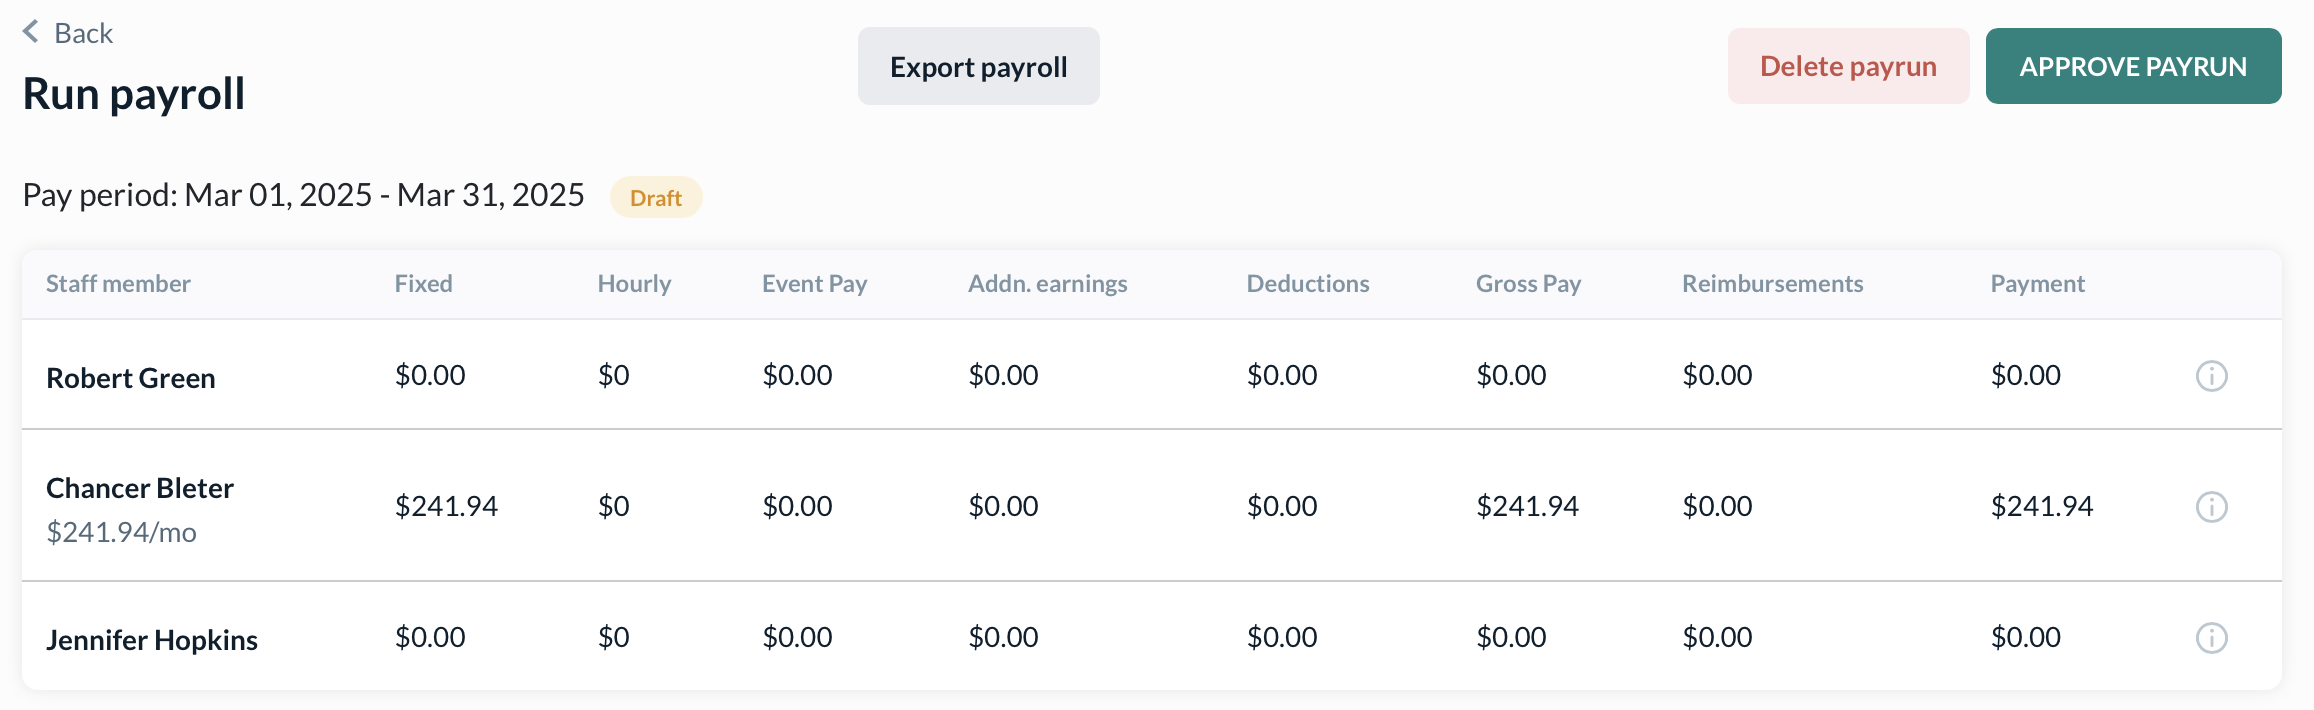 Back
Run payroll
Export payroll
Delete payrun
APPROVE PAYRUN
Pay period: Mar 01, 2025 - Mar 31, 2025 Draft
Staff member Fixed Hourly Event Pay Addn. earnings Deductions Gross Pay Reimbursements Payment
Robert Green $0.00 $0 $0.00 $0.00 $0.00 $0.00 $0.00 $0.00
Chancer Bleter
$241.94/mo
$241.94 $0 $0.00 $0.00 $0.00 $241.94 $0.00 $241.94
Jennifer Hopkins $0.00 $0 $0.00 $0.00 $0.00 $0.00 $0.00 $0.00